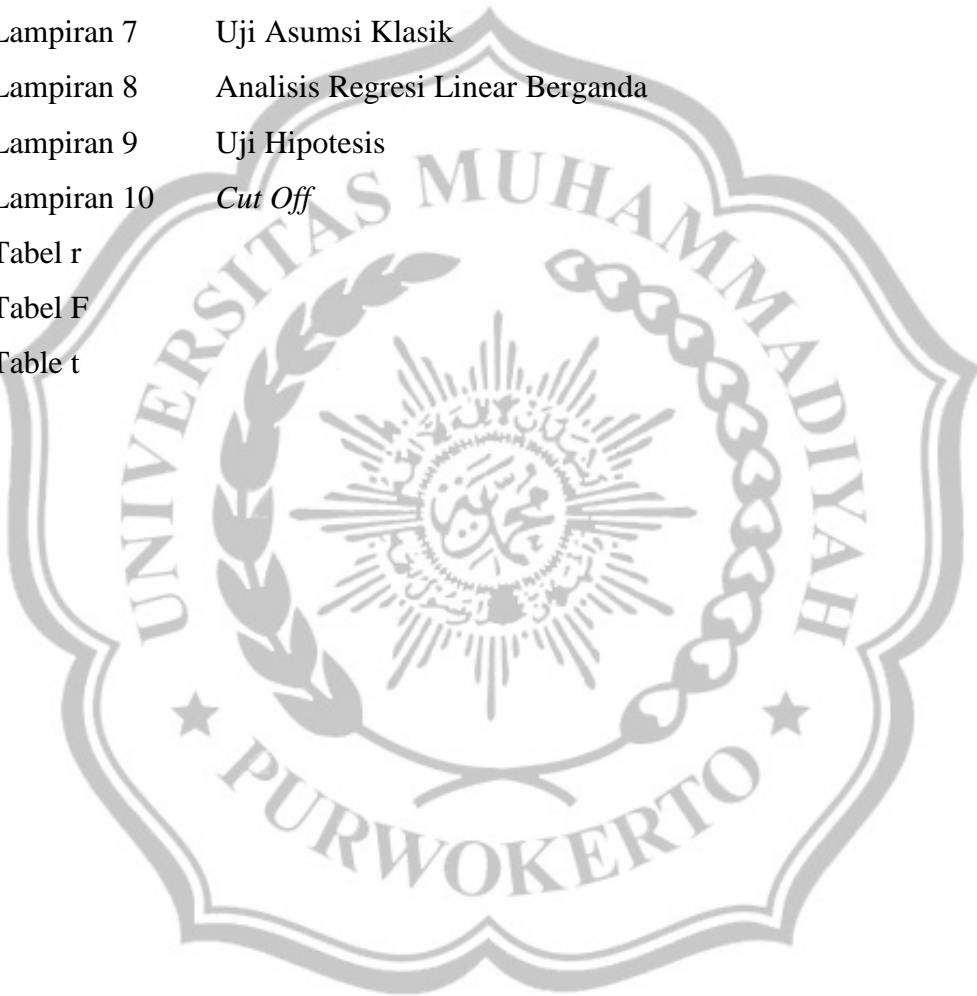 Lampiran 7 Uji Asumsi Klasik
Lampiran 8 Analisis Regresi Linear Berganda
Lampiran 9 Uji Hipotesis
Lampiran 10 Cut Off
Tabel r
Tabel F
Table t
UNIVERSITAS MUHAMMADIYAH
PURWOKERTO